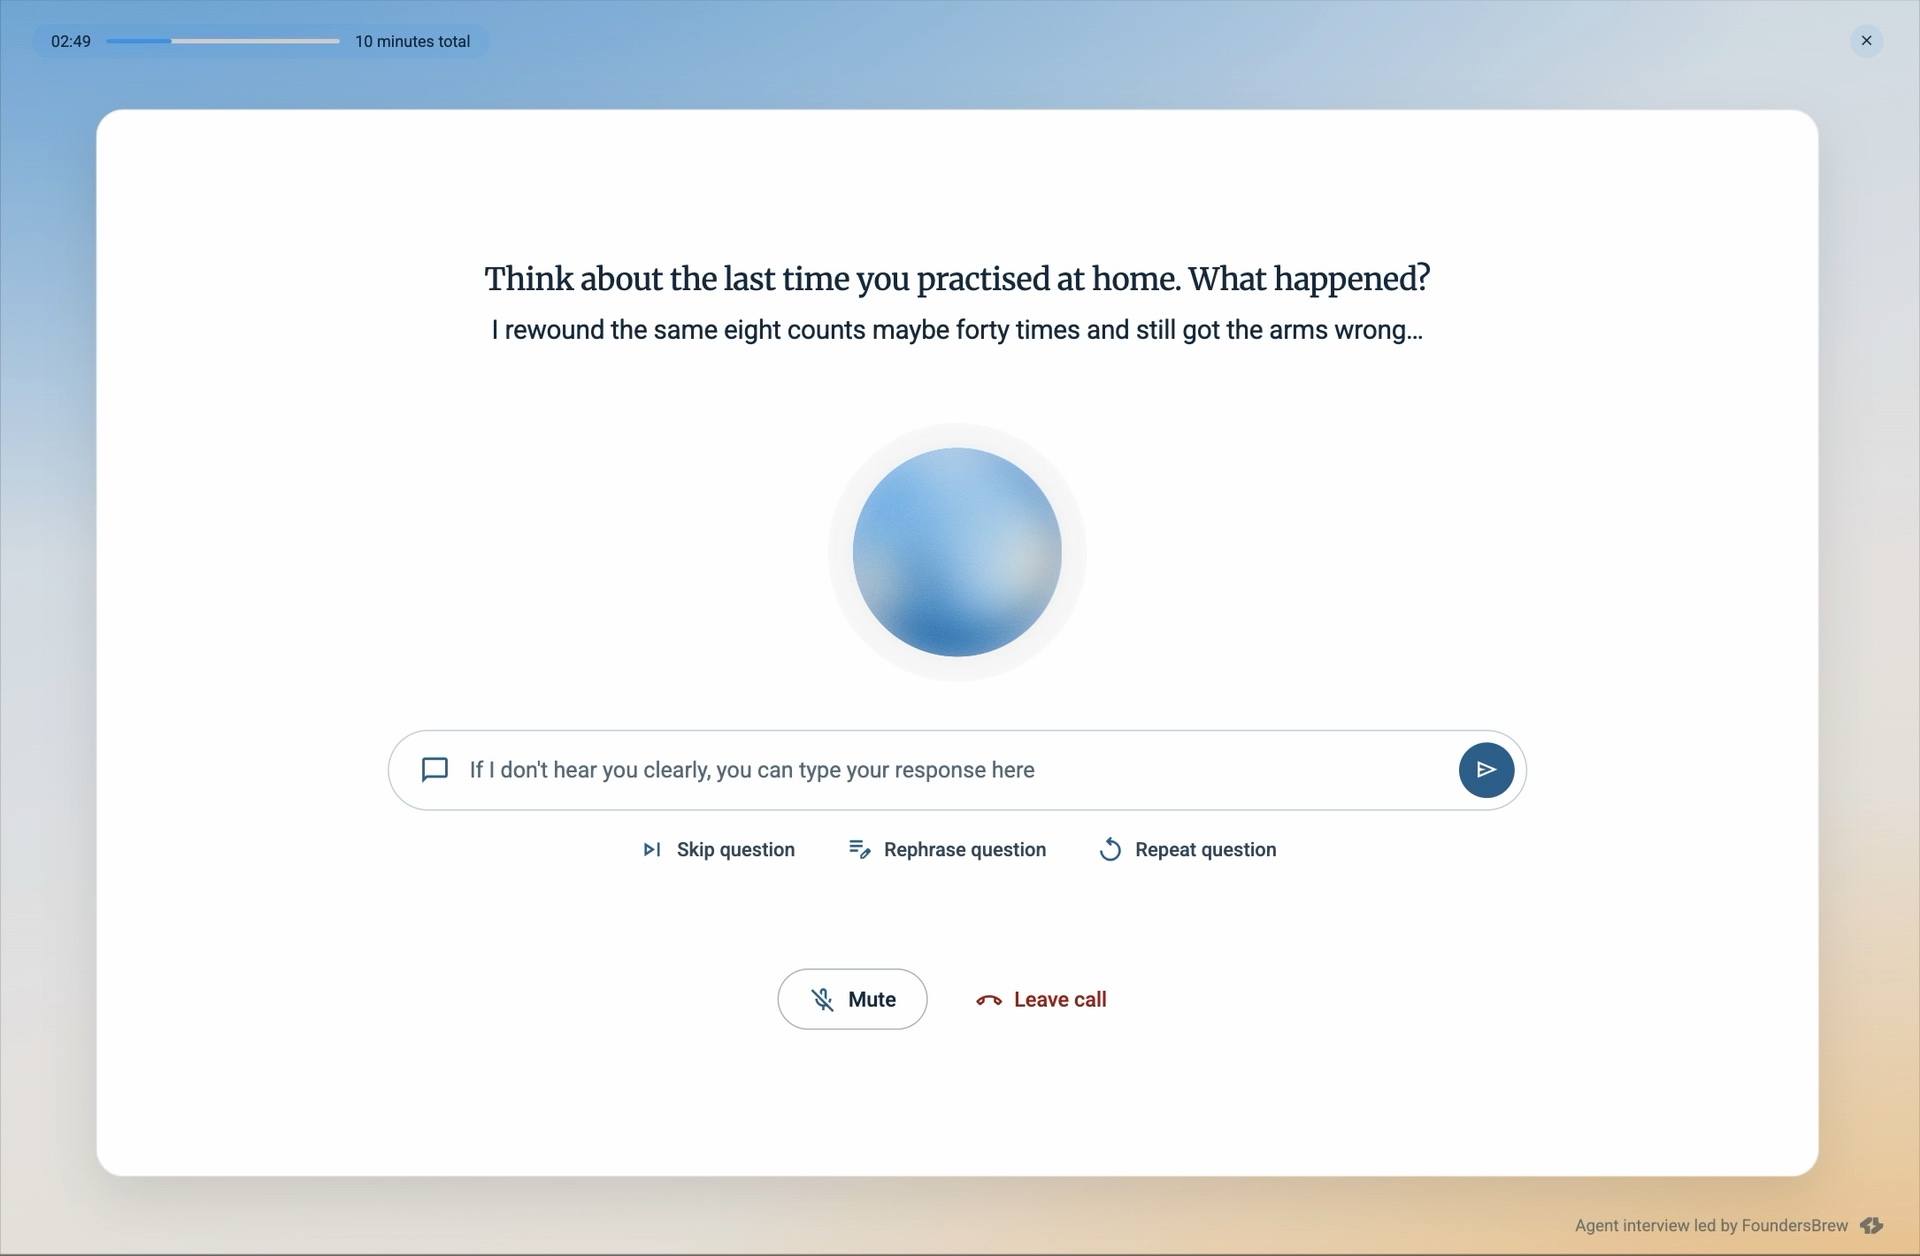 02:49
10 minutes total
Think about the last time you practised at home. What happened?
I rewound the same eight counts maybe forty times and still got the arms wrong...
If I don't hear you clearly, you can type your response here
Skip question
Rephrase question
Repeat question
Mute
Leave call
Agent interview led by FoundersBrew